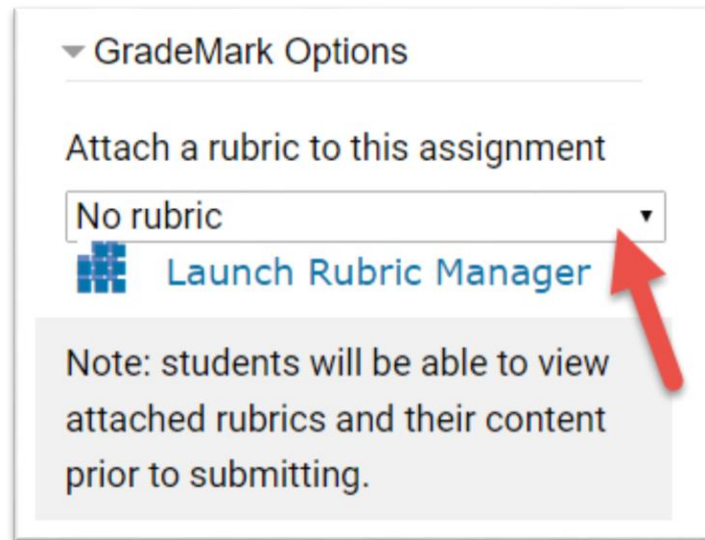 GradeMark Options
Attach a rubric to this assignment
No rubric
Launch Rubric Manager
Note: students will be able to view
attached rubrics and their content
prior to submitting.